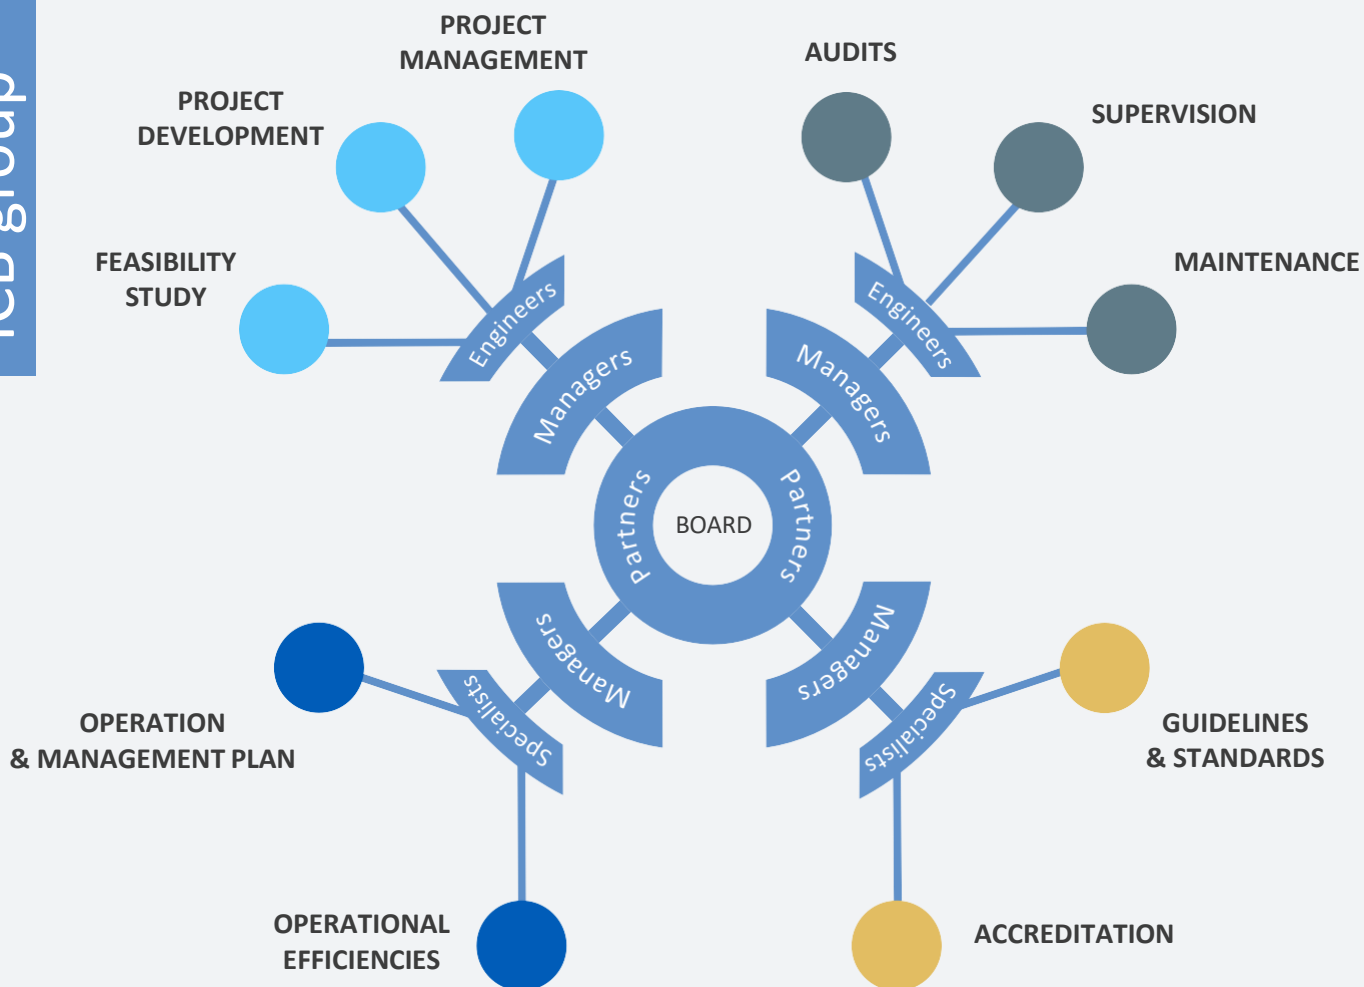 group
PROJECT
MANAGEMENT
AUDITS
PROJECT
DEVELOPMENT
SUPERVISION
FEASIBILITY
STUDY
MAINTENANCE
Engineers
Engineers
Managers
Managers
Partners
BOARD
Partners
Managers
Managers
Specialists
Specialists
OPERATION
& MANAGEMENT PLAN
GUIDELINES
& STANDARDS
OPERATIONAL
EFFICIENCIES
ACCREDITATION